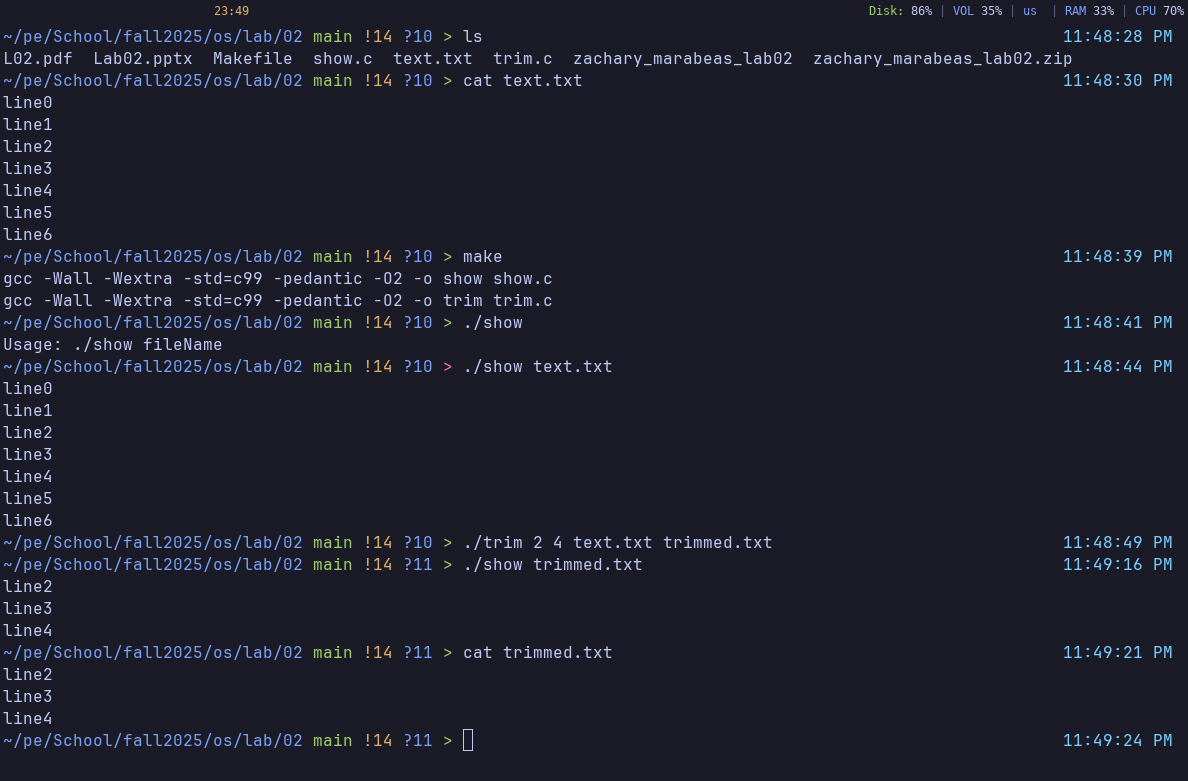 23:49 Disk: 86% | VOL 35% | us | RAM 33% | CPU 70%
~/pe/School/fall2025/os/lab/02 main !14 ?10 > ls 11:48:28 PM
L02.pdf Lab02.pptx Makefile show.c text.txt trim.c zachary_marabeas_lab02 zachary_marabeas_lab02.zip
~/pe/School/fall2025/os/lab/02 main !14 ?10 > cat text.txt 11:48:30 PM
line0
line1
line2
line3
line4
line5
line6
~/pe/School/fall2025/os/lab/02 main !14 ?10 > make 11:48:39 PM
gcc -Wall -Wextra -std=c99 -pedantic -O2 -o show show.c
gcc -Wall -Wextra -std=c99 -pedantic -O2 -o trim trim.c
~/pe/School/fall2025/os/lab/02 main !14 ?10 > ./show 11:48:41 PM
Usage: ./show fileName
~/pe/School/fall2025/os/lab/02 main !14 ?10 > ./show text.txt 11:48:44 PM
line0
line1
line2
line3
line4
line5
line6
~/pe/School/fall2025/os/lab/02 main !14 ?10 > ./trim 2 4 text.txt trimmed.txt 11:48:49 PM
~/pe/School/fall2025/os/lab/02 main !14 ?11 > ./show trimmed.txt 11:49:16 PM
line2
line3
line4
~/pe/School/fall2025/os/lab/02 main !14 ?11 > cat trimmed.txt 11:49:21 PM
line2
line3
line4
~/pe/School/fall2025/os/lab/02 main !14 ?11 > 11:49:24 PM